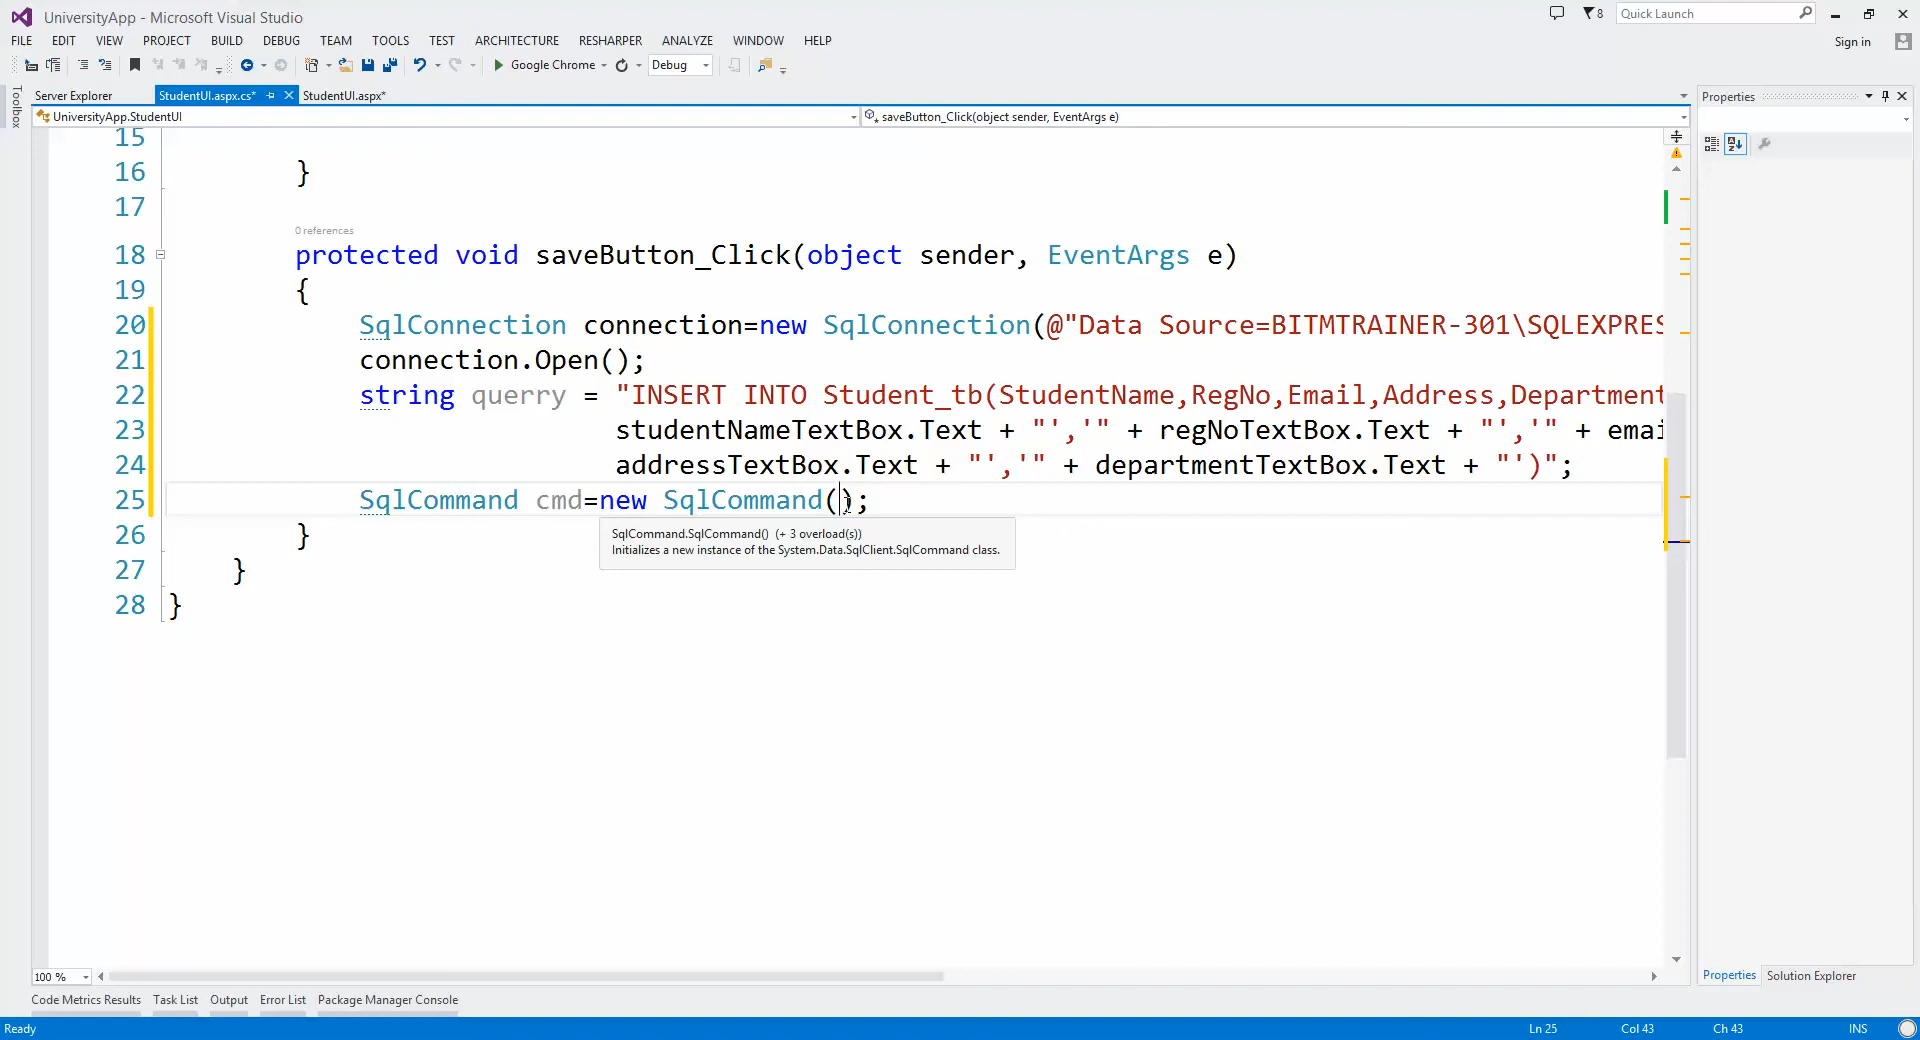 UniversityApp - Microsoft Visual Studio
8
Quick Launch
FILE EDIT VIEW PROJECT BUILD DEBUG TEAM TOOLS TEST ARCHITECTURE RESHARPER ANALYZE WINDOW HELP
Sign in
Google Chrome Debug
Toolbox
Server Explorer StudentUI.aspx.cs* StudentUI.aspx*
Properties
UniversityApp.StudentUI saveButton_Click(object sender, EventArgs e)
15
16 }
17
0 references
18 protected void saveButton_Click(object sender, EventArgs e)
19 {
20 SqlConnection connection=new SqlConnection(@"Data Source=BITMTRAINER-301\SQLEXPRES
21 connection.Open();
22 string querry = "INSERT INTO Student_tb(StudentName,RegNo,Email,Address,Department
23 studentNameTextBox.Text + "','" + regNoTextBox.Text + "','" + emai
24 addressTextBox.Text + "','" + departmentTextBox.Text + "')";
25 SqlCommand cmd=new SqlCommand();
SqlCommand.SqlCommand() (+ 3 overload(s))
Initializes a new instance of the System.Data.SqlClient.SqlCommand class.
26 }
27 }
28 }
100 %
Properties Solution Explorer
Code Metrics Results Task List Output Error List Package Manager Console
Ready Ln 25 Col 43 Ch 43 INS